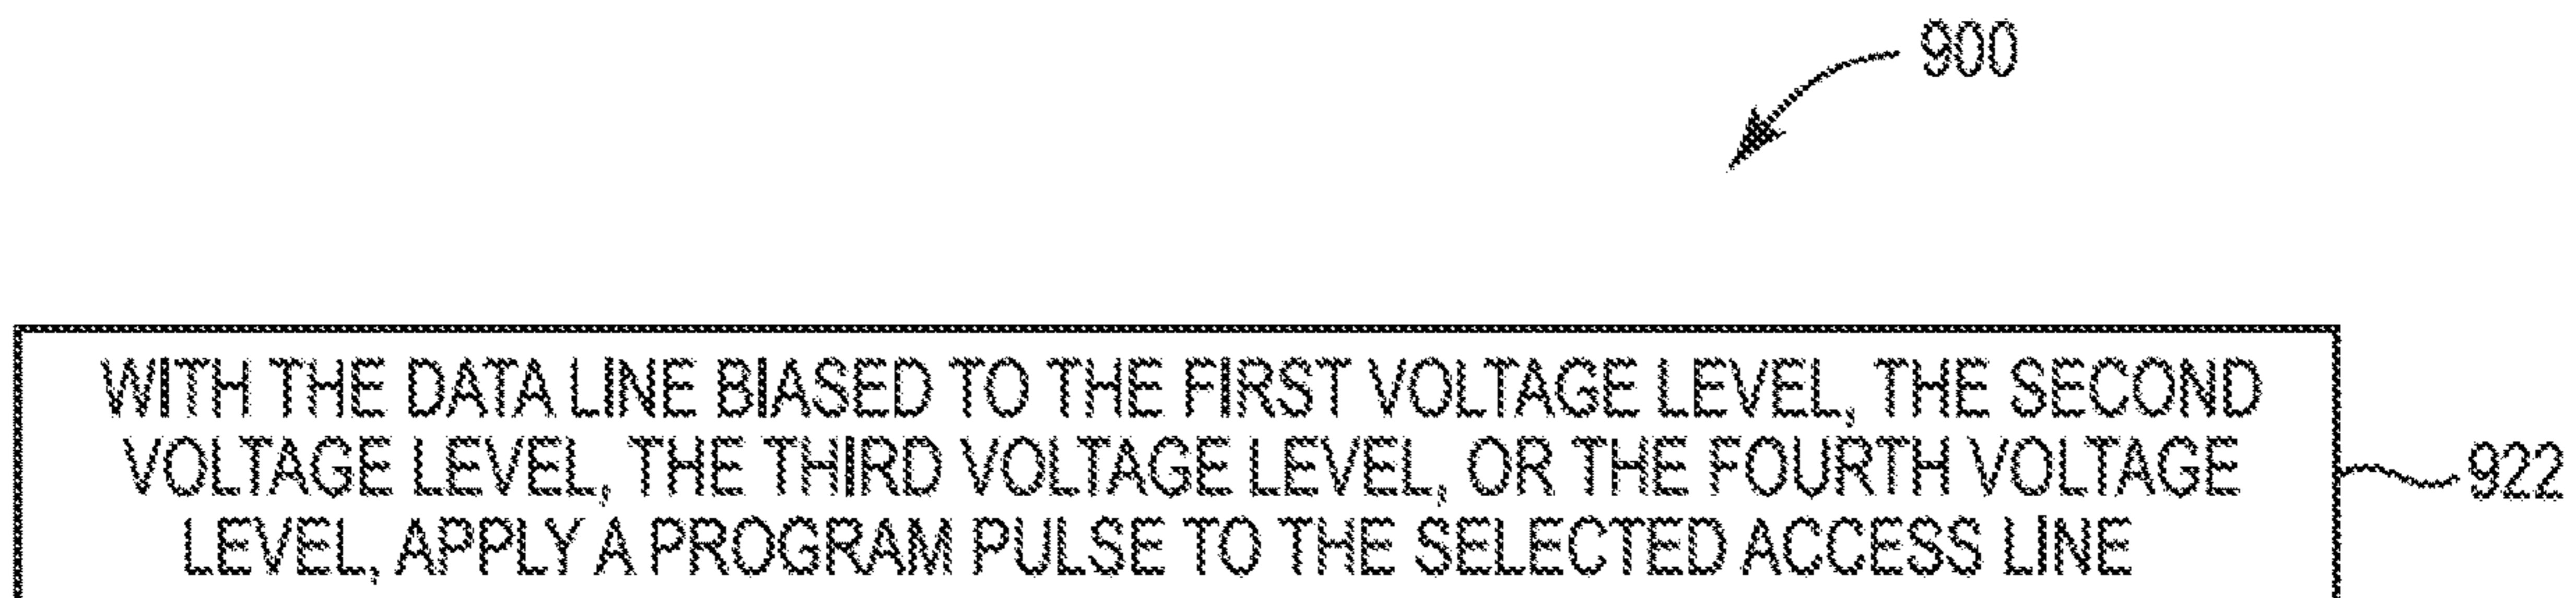 900
WITH THE DATA LINE BIASED TO THE FIRST VOLTAGE LEVEL, THE SECOND
VOLTAGE LEVEL, THE THIRD VOLTAGE LEVEL, OR THE FOURTH VOLTAGE
LEVEL, APPLY A PROGRAM PULSE TO THE SELECTED ACCESS LINE
922